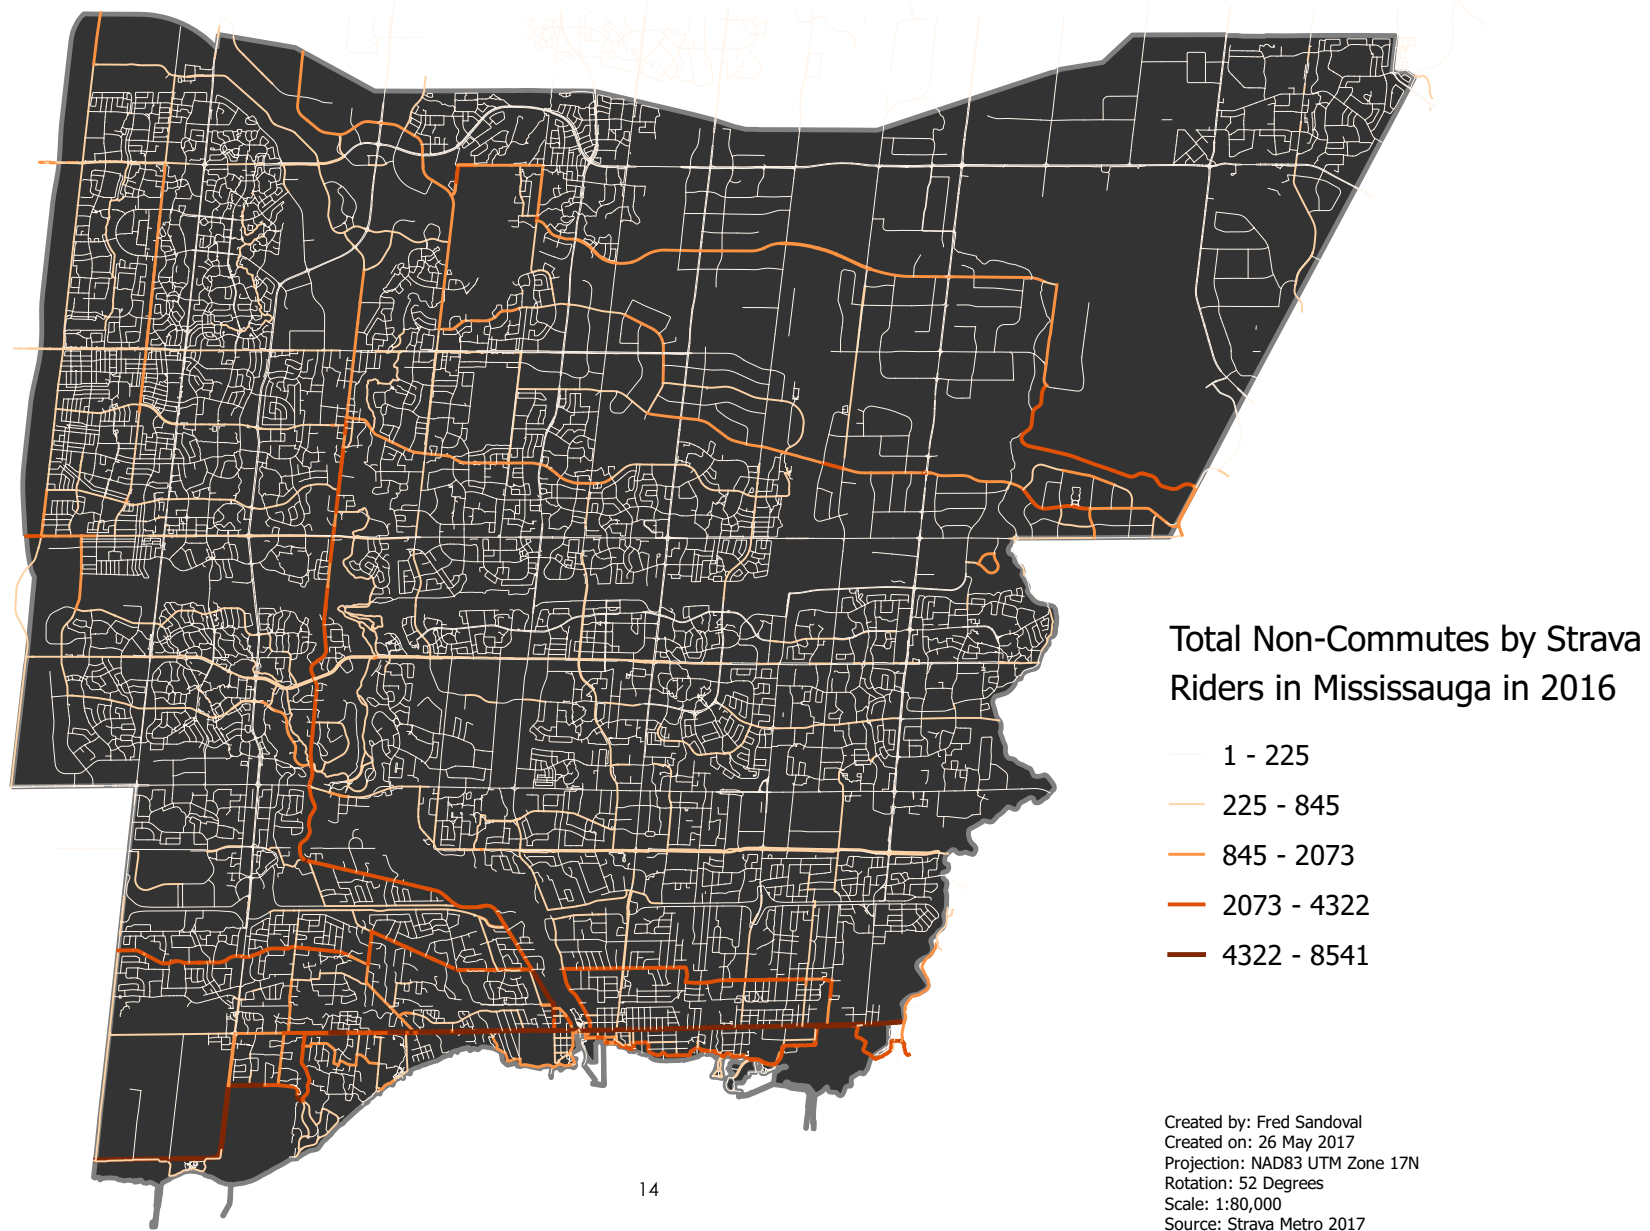 Total Non-Commutes by Strava
Riders in Mississauga in 2016
1 - 225
225 - 845
845 - 2073
2073 - 4322
4322 - 8541
Created by: Fred Sandoval
Created on: 26 May 2017
Projection: NAD83 UTM Zone 17N
Rotation: 52 Degrees
Scale: 1:80,000
Source: Strava Metro 2017
14